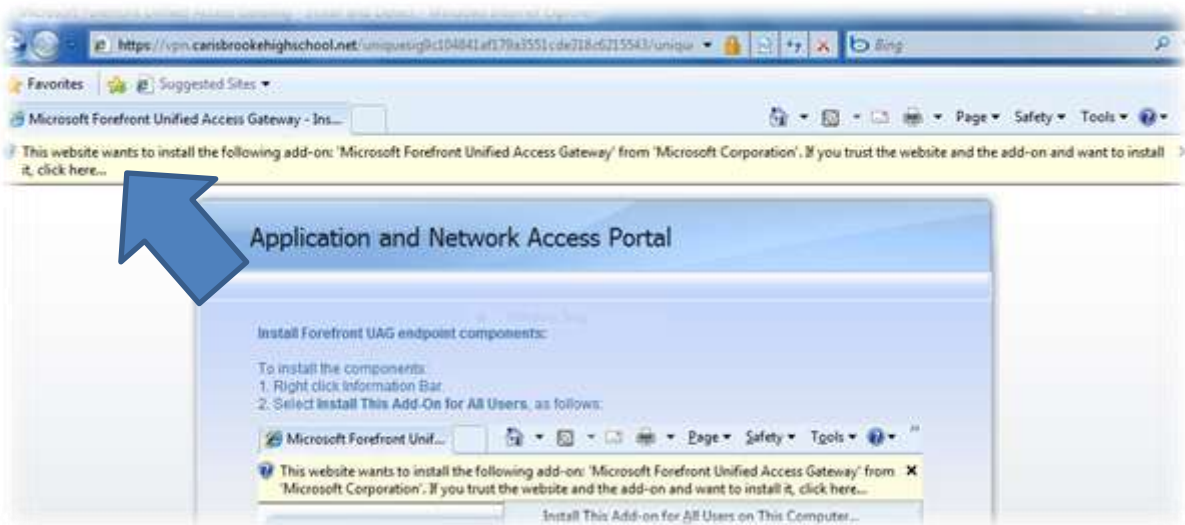 https://vpn.carisbrookehighschool.net/
Bing
Favorites Suggested Sites
Microsoft Forefront Unified Access Gateway - Ins... Page Safety Tools
This website wants to install the following add-on: 'Microsoft Forefront Unified Access Gateway' from 'Microsoft Corporation'. If you trust the website and the add-on and want to install
it, click here...
Application and Network Access Portal
Install Forefront UAG endpoint components:
To install the components:
1. Right click Information Bar.
2. Select Install This Add-On for All Users, as follows:
Microsoft Forefront Unif... Page Safety Tools
This website wants to install the following add-on: 'Microsoft Forefront Unified Access Gateway' from
'Microsoft Corporation'. If you trust the website and the add-on and want to install it, click here...
Install This Add-on for All Users on This Computer...